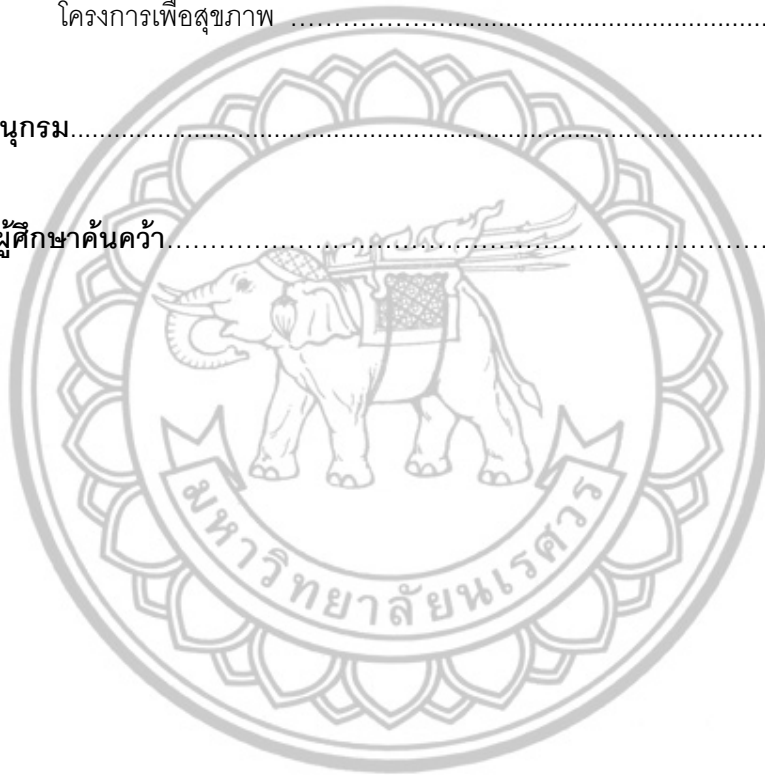 โครงการเพื่อสุขภาพ ................................................................
นุกรม................................................................................
ผู้ศึกษาค้นคว้า................................................................
มหาวิทยาลัยนเรศวร